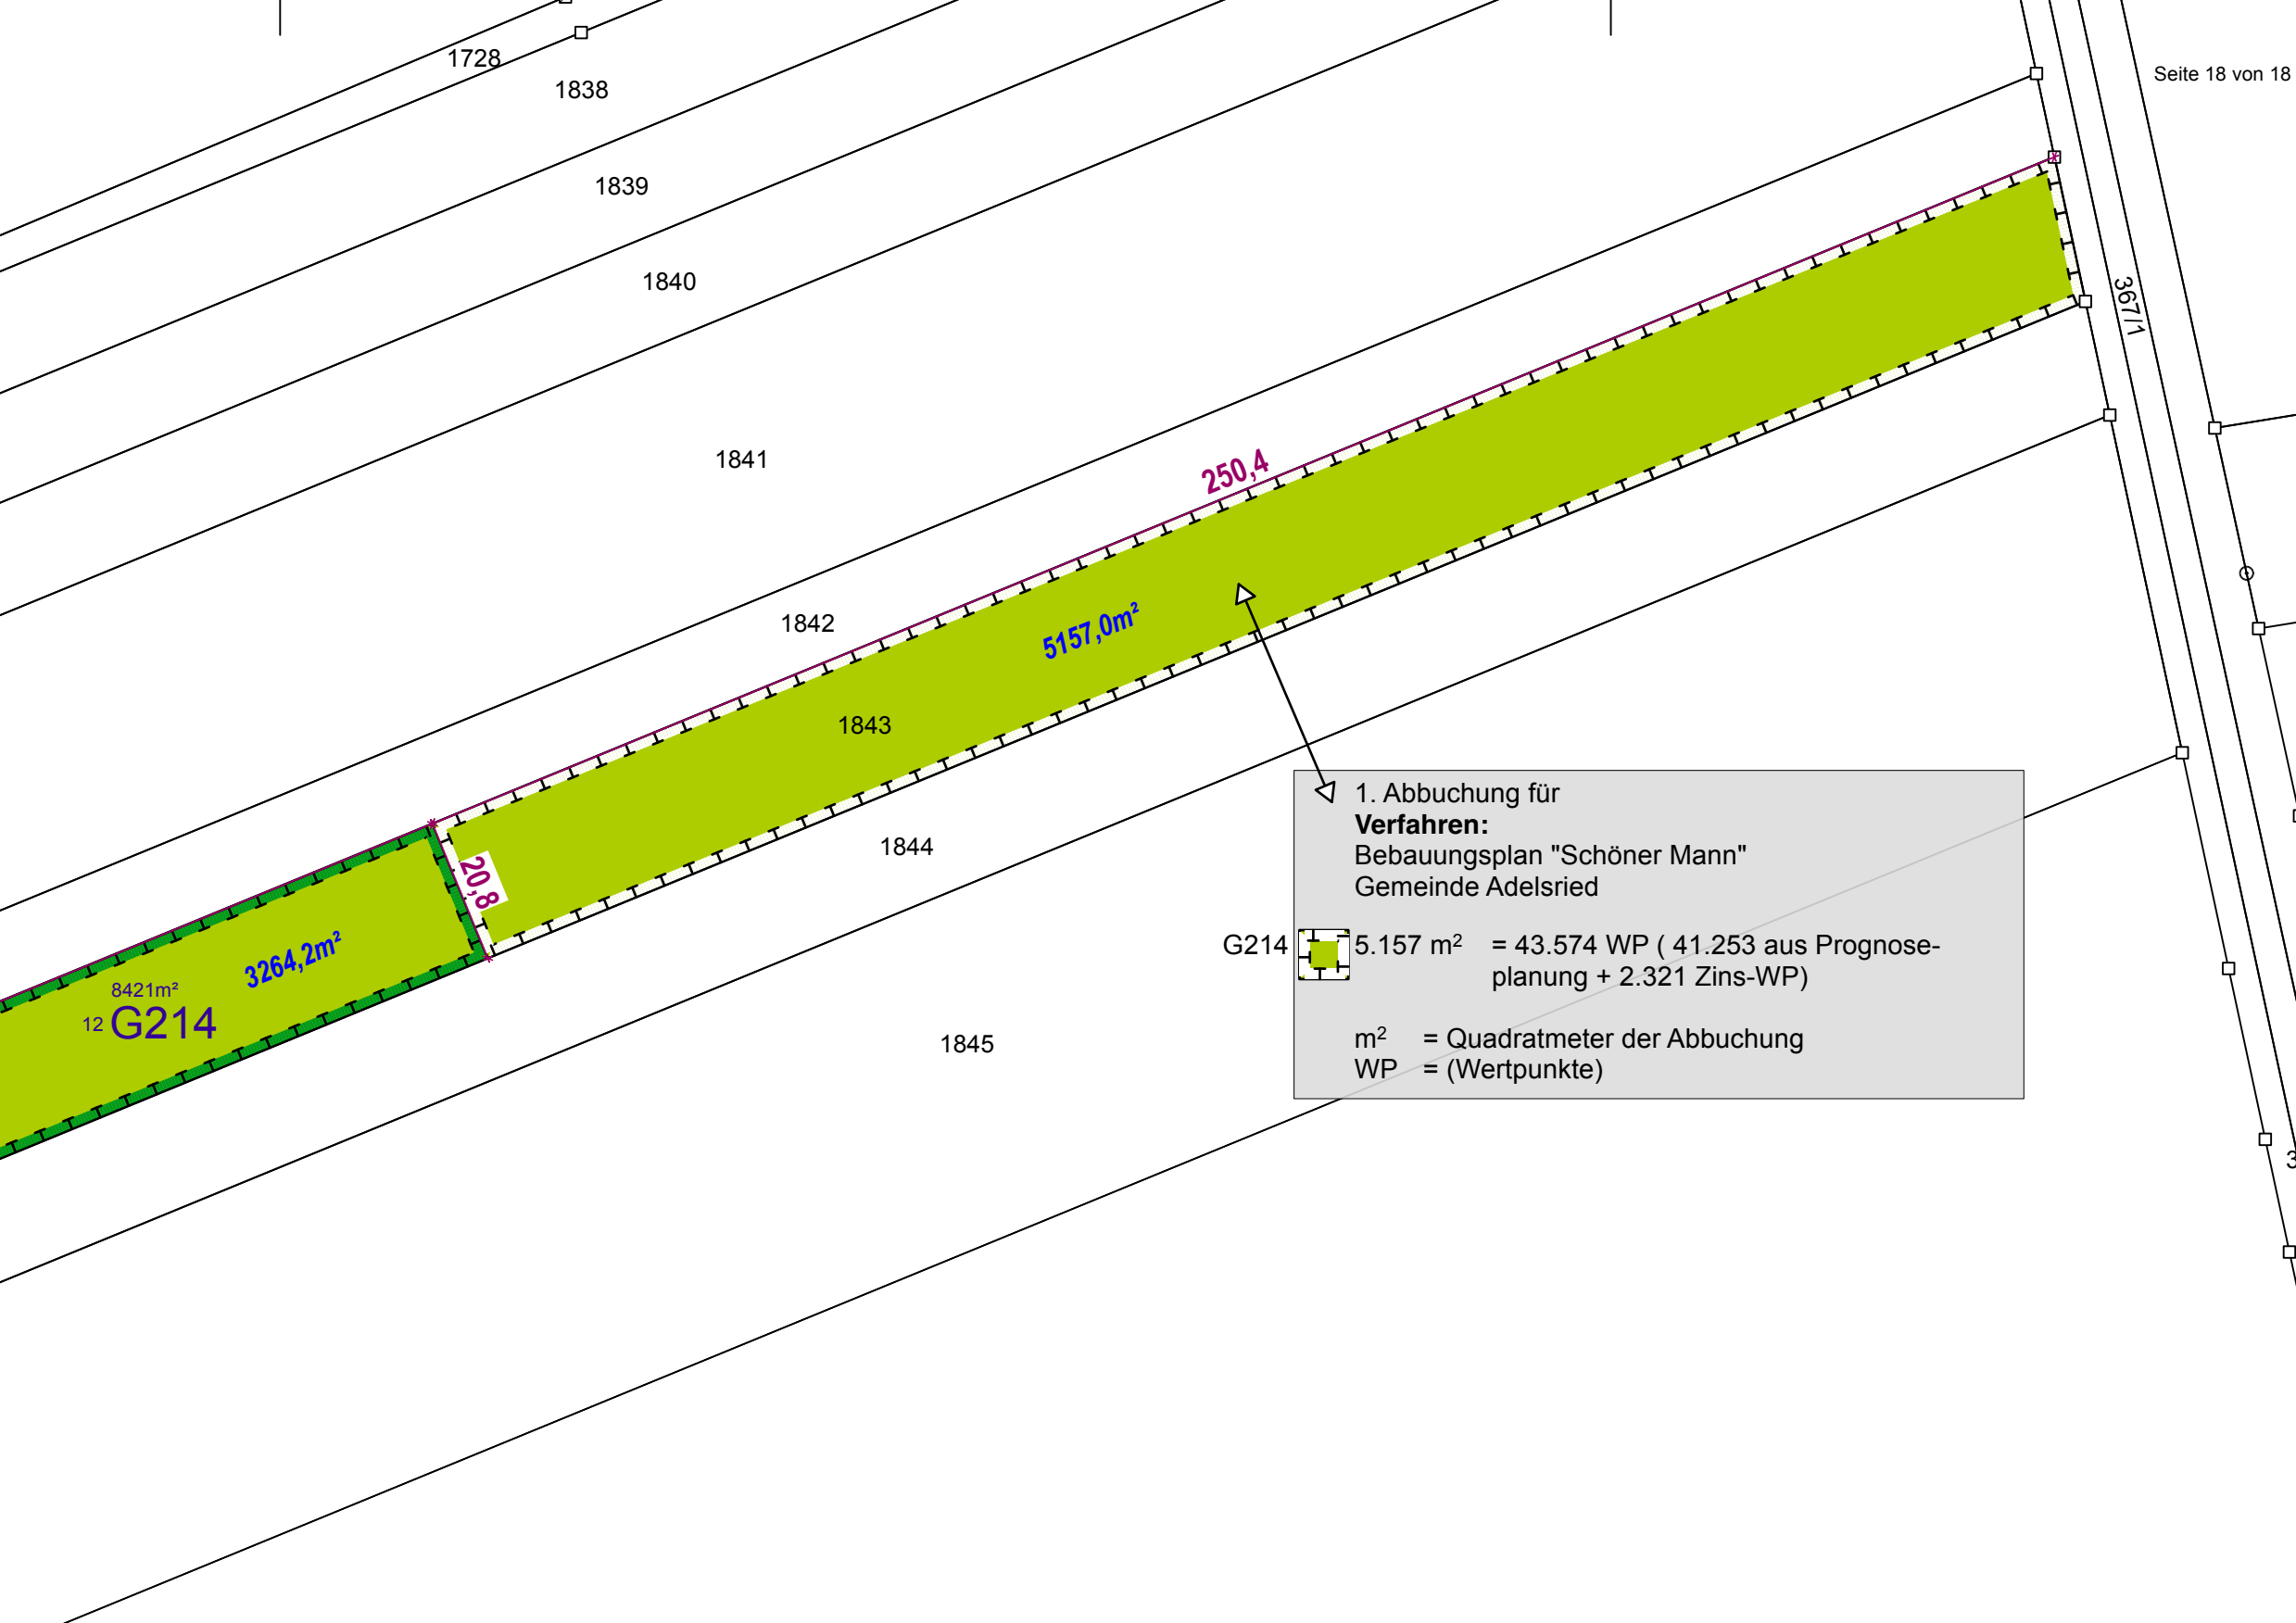 1728
Seite 18 von 18
1838
1839
1840
367/1
1841
250,4
1842
5157,0m²
1843
1. Abbuchung für
Verfahren:
Bebauungsplan "Schöner Mann"
Gemeinde Adelsried
1844
20,8
G214 5.157 m² = 43.574 WP ( 41.253 aus Prognose-
planung + 2.321 Zins-WP)
3264,2m²
8421m²
12 G214
m² = Quadratmeter der Abbuchung
WP = (Wertpunkte)
1845